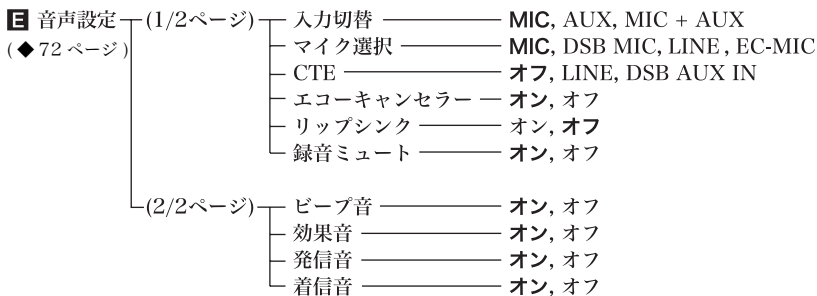 E 音声設定 (1/2ページ) 入力切替 MIC, AUX, MIC + AUX
(◆72 ページ) マイク選択 MIC, DSB MIC, LINE, EC-MIC
CTE オフ, LINE, DSB AUX IN
エコーキャンセラー オン, オフ
リップシンク オン, オフ
録音ミュート オン, オフ
(2/2ページ) ビープ音 オン, オフ
効果音 オン, オフ
発信音 オン, オフ
着信音 オン, オフ